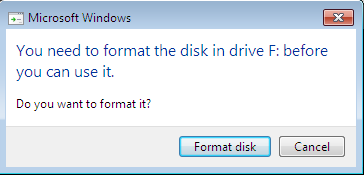 Microsoft Windows
You need to format the disk in drive F: before
you can use it.
Do you want to format it?
Format disk Cancel